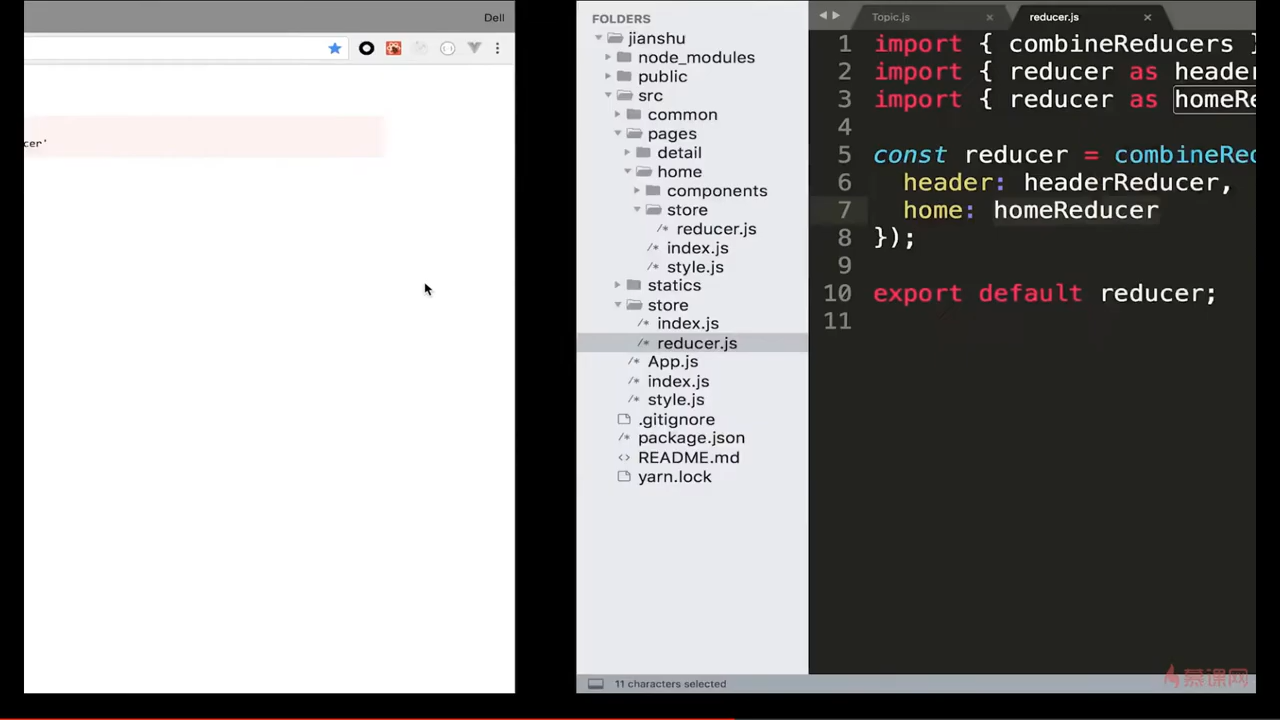 Dell
cer'
FOLDERS
jianshu
node_modules
public
src
common
pages
detail
home
components
store
/* reducer.js
/* index.js
/* style.js
statics
store
/* index.js
/* reducer.js
/* App.js
/* index.js
/* style.js
.gitignore
/* package.json
<> README.md
yarn.lock
11 characters selected
Topic.js × reducer.js ×
1 import { combineReducers }
2 import { reducer as header
3 import { reducer as homeRe
4
5 const reducer = combineRed
6 header: headerReducer,
7 home: homeReducer
8 });
9
10 export default reducer;
11
慕课网